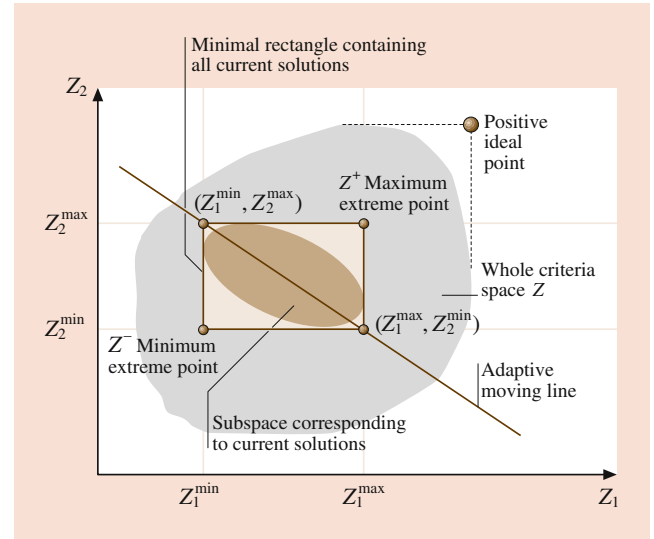 Minimal rectangle containing
all current solutions
Z₂
Positive
ideal
point
Z⁺ Maximum
extreme point
(Z₁ᵐⁱⁿ, Z₂ᵐᵃˣ)
Z₂ᵐᵃˣ
Whole criteria
space Z
(Z₁ᵐᵃˣ, Z₂ᵐⁱⁿ)
Z₂ᵐⁱⁿ
Z⁻ Minimum
extreme point
Adaptive
moving line
Subspace corresponding
to current solutions
Z₁ᵐⁱⁿ
Z₁ᵐᵃˣ
Z₁